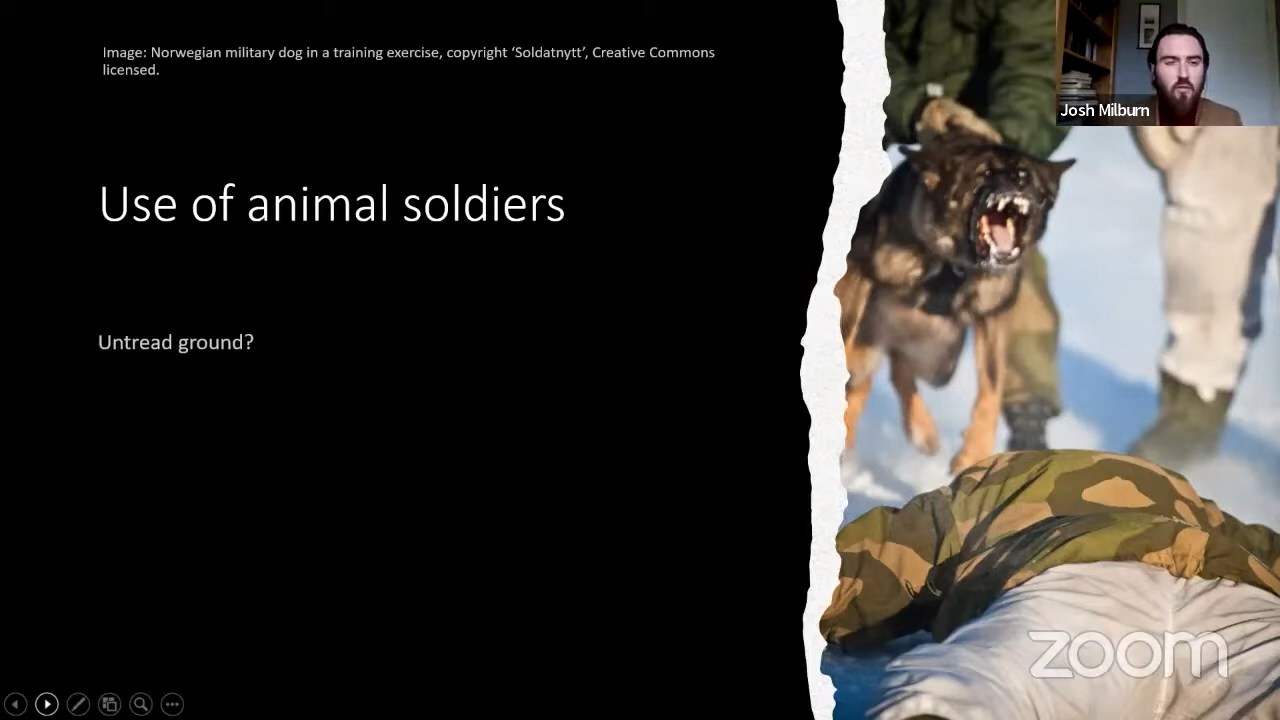 Image: Norwegian military dog in a training exercise, copyright ‘Soldatnytt’, Creative Commons
licensed.
Josh Milburn
Use of animal soldiers
Untread ground?
zoom